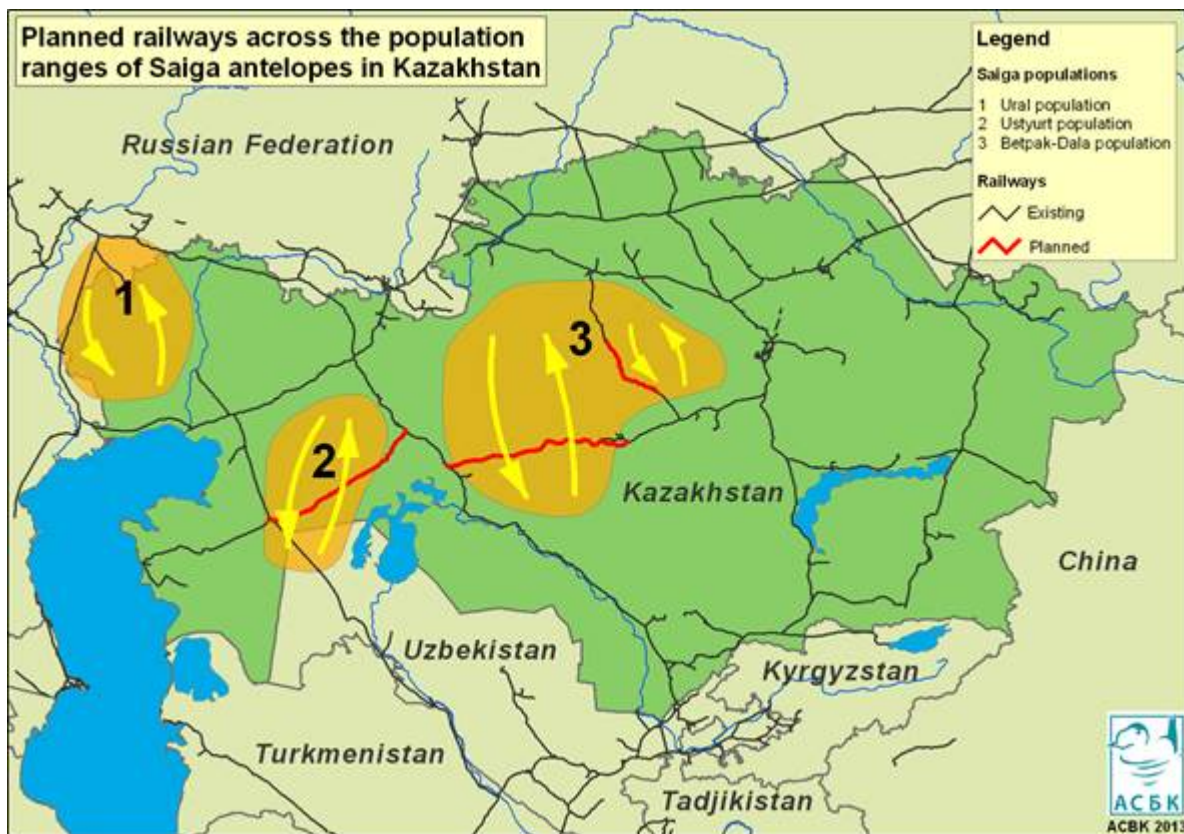 Planned railways across the population
ranges of Saiga antelopes in Kazakhstan
Legend
Saiga populations
1 Ural population
2 Ustyurt population
3 Betpak-Dala population
Railways
Existing
Planned
Russian Federation
1
2
3
Kazakhstan
China
Uzbekistan
Kyrgyzstan
Turkmenistan
Tadjikistan
АСБК
ACBK 2013